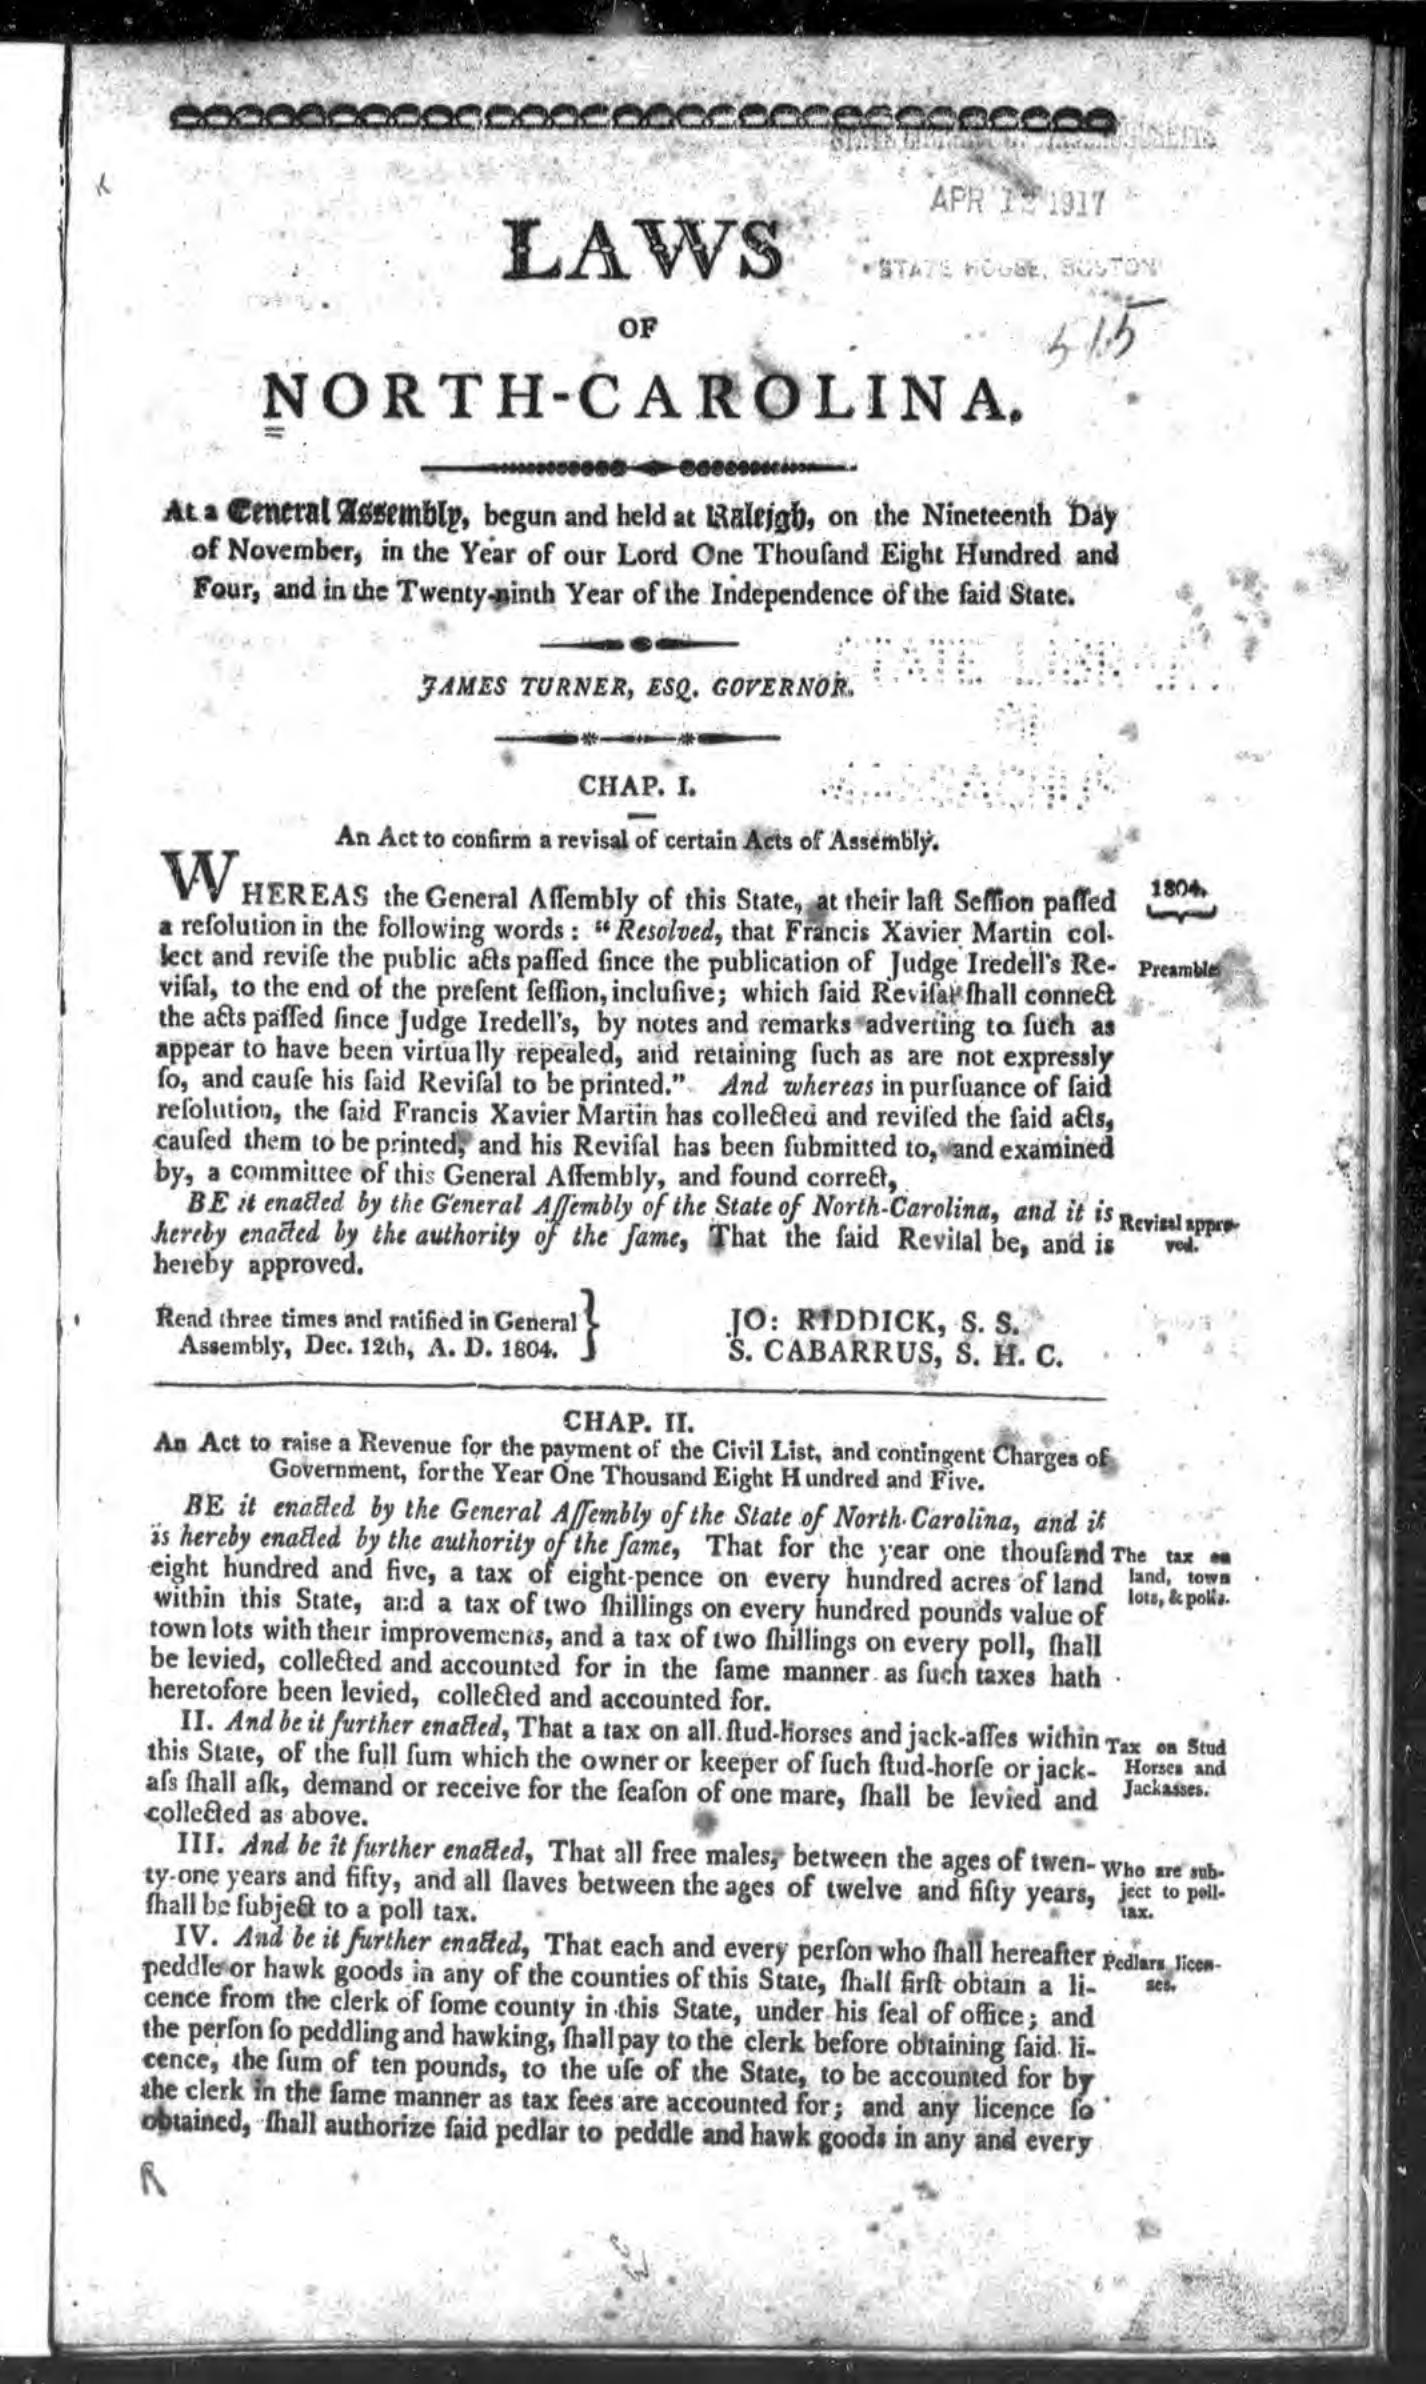 STATE LIBRARY OF MASSACHUSETTS
APR 12 1917
STATE HOUSE, BOSTON
515
LAWS
OF
NORTH-CAROLINA.
At a General Assembly, begun and held at Raleigh, on the Nineteenth Day
of November, in the Year of our Lord One Thouſand Eight Hundred and
Four, and in the Twenty-ninth Year of the Independence of the ſaid State.
STATE LIBRARY
OF
MASSACHUS
JAMES TURNER, ESQ. GOVERNOR.
CHAP. I.
An Act to confirm a revisal of certain Acts of Assembly.
WHEREAS the General Aſſembly of this State, at their laſt Seſſion paſſed
a reſolution in the following words: "Resolved, that Francis Xavier Martin col-
lect and reviſe the public acts paſſed ſince the publication of Judge Iredell's Re-
viſal, to the end of the preſent ſeſſion, incluſive; which ſaid Reviſal ſhall connect
the acts paſſed ſince Judge Iredell's, by notes and remarks adverting to ſuch as
appear to have been virtually repealed, and retaining ſuch as are not expressly
ſo, and cauſe his ſaid Reviſal to be printed." And whereas in purſuance of ſaid
reſolution, the ſaid Francis Xavier Martin has collected and reviſed the ſaid acts,
cauſed them to be printed, and his Reviſal has been ſubmitted to, and examined
by, a committee of this General Aſſembly, and found correct,
1804.
Preamble
BE it enacted by the General Aſſembly of the State of North-Carolina, and it is
hereby enacted by the authority of the ſame, That the ſaid Reviſal be, and is
hereby approved.
Revisal appro-
ved.
Read three times and ratified in General
Assembly, Dec. 12th, A. D. 1804.
JO: RIDDICK, S. S.
S. CABARRUS, S. H. C.
CHAP. II.
An Act to raise a Revenue for the payment of the Civil List, and contingent Charges of
Government, for the Year One Thousand Eight Hundred and Five.
BE it enacted by the General Aſſembly of the State of North-Carolina, and it
is hereby enacted by the authority of the ſame, That for the year one thouſand
eight hundred and five, a tax of eight-pence on every hundred acres of land
within this State, and a tax of two ſhillings on every hundred pounds value of
town lots with their improvements, and a tax of two ſhillings on every poll, ſhall
be levied, collected and accounted for in the ſame manner as ſuch taxes hath
heretofore been levied, collected and accounted for.
The tax on
land, town
lots, & polls.
II. And be it further enacted, That a tax on all ſtud-horses and jack-aſſes within
this State, of the full ſum which the owner or keeper of ſuch ſtud-horſe or jack-
aſs ſhall aſk, demand or receive for the ſeaſon of one mare, ſhall be levied and
collected as above.
Tax on Stud
Horses and
Jackasses.
III. And be it further enacted, That all free males, between the ages of twen-
ty-one years and fifty, and all ſlaves between the ages of twelve and fifty years,
ſhall be ſubject to a poll tax.
Who are sub-
ject to poll-
tax.
IV. And be it further enacted, That each and every perſon who ſhall hereafter
peddle or hawk goods in any of the counties of this State, ſhall firſt obtain a li-
cence from the clerk of ſome county in this State, under his ſeal of office; and
the perſon ſo peddling and hawking, ſhall pay to the clerk before obtaining ſaid li-
cence, the ſum of ten pounds, to the uſe of the State, to be accounted for by
the clerk in the ſame manner as tax fees are accounted for; and any licence ſo
obtained, ſhall authorize ſaid pedlar to peddle and hawk goods in any and every
Pedlars licen-
ses.